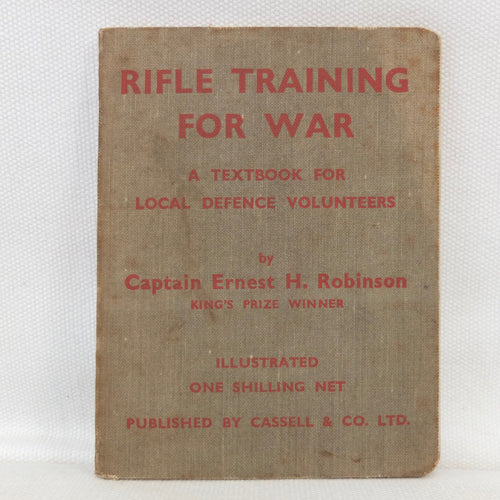 RIFLE TRAINING
FOR WAR
A TEXTBOOK FOR
LOCAL DEFENCE VOLUNTEERS
by
Captain Ernest H. Robinson
KING'S PRIZE WINNER
ILLUSTRATED
ONE SHILLING NET
PUBLISHED BY CASSELL & CO. LTD.